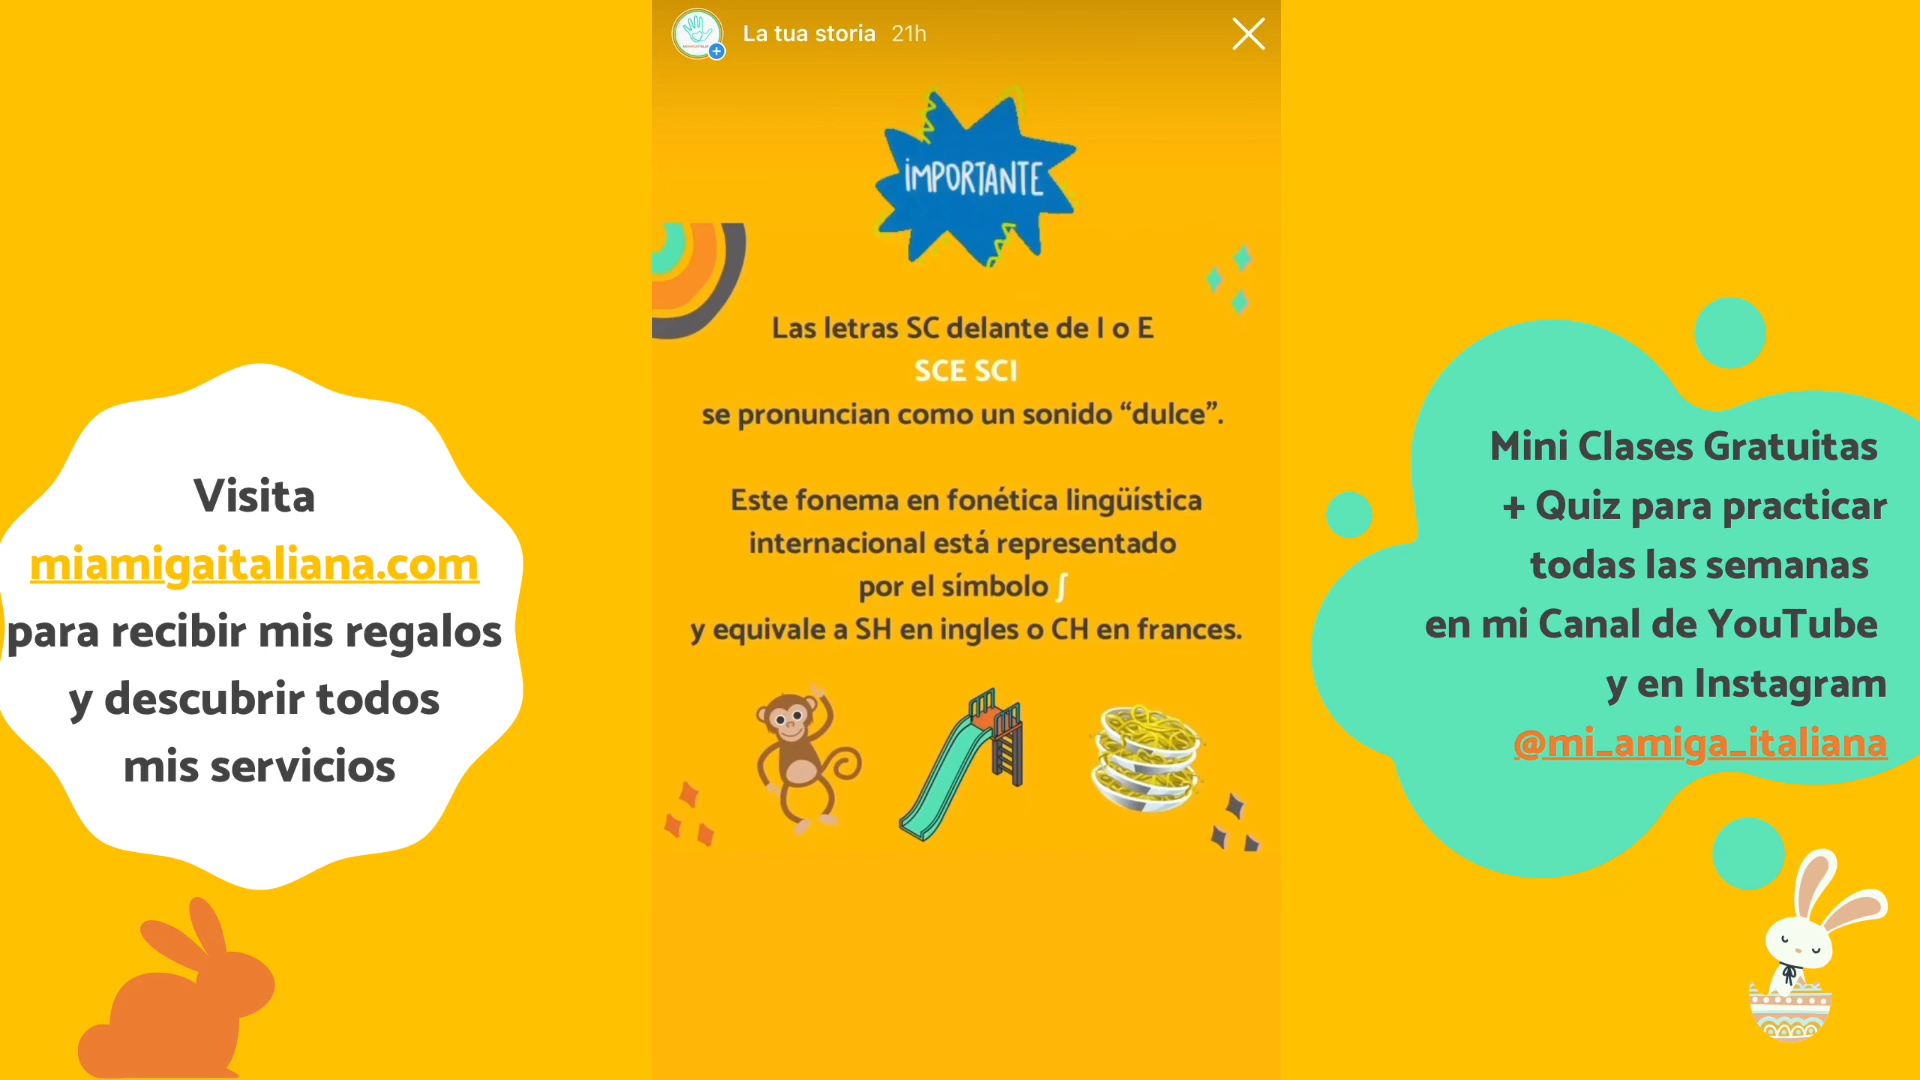 La tua storia 21h
iMPORTANTE
Las letras SC delante de I o E
SCE SCI
se pronuncian como un sonido “dulce”.
Este fonema en fonética lingüística
internacional está representado
por el símbolo ʃ
y equivale a SH en ingles o CH en frances.
Visita
miamigaitaliana.com
para recibir mis regalos
y descubrir todos
mis servicios
Mini Clases Gratuitas
+ Quiz para practicar
todas las semanas
en mi Canal de YouTube
y en Instagram
@mi_amiga_italiana